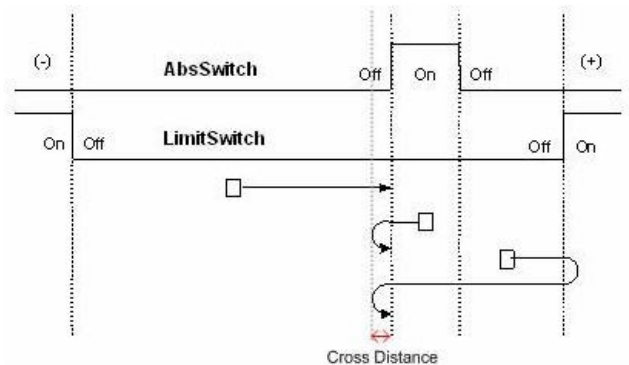 (-)
AbsSwitch
Off
On
Off
(+)
On
Off
LimitSwitch
Off
On
Cross Distance